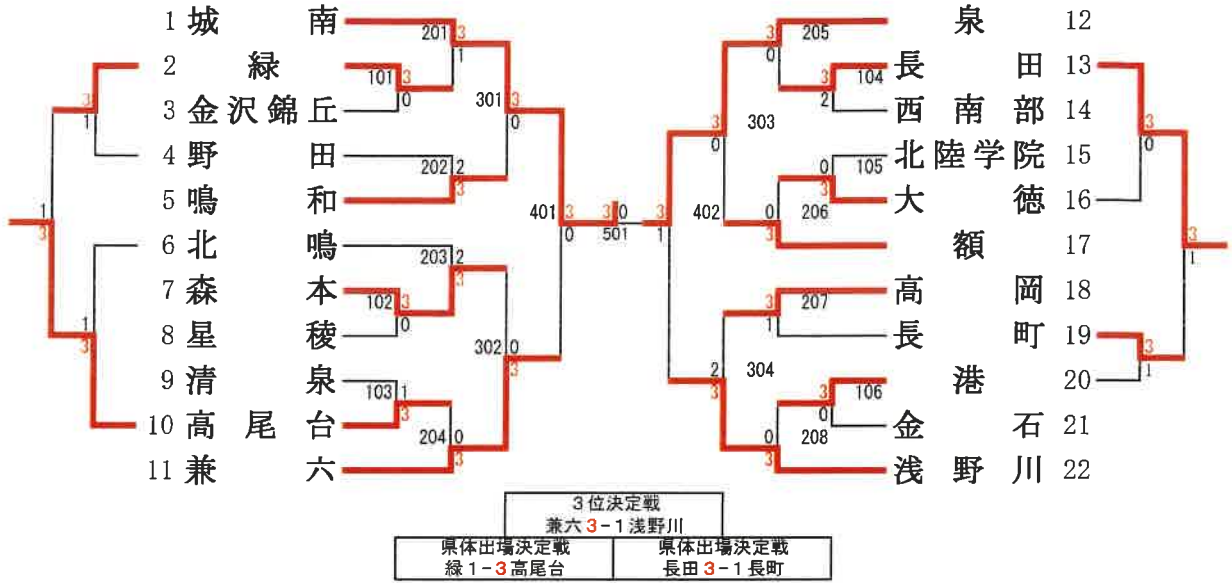 1 城南
2 緑
3 金沢錦丘
4 野田
5 鳴和
6 北鳴
7 森本
8 星稜
9 清泉
10 高尾台
11 兼六
泉 12
長田 13
西南部 14
北陸学院 15
大徳 16
額 17
高岡 18
長町 19
港 20
金石 21
浅野川 22
3 1
1 3
1 3
201 3 1
101 3 0
301 3 0
202 2 3
401 3 0
203 2 3
102 3 0
302 0 3
103 1 3
204 0 3
3 0
501
3 1
3 205 0
3 104 2
3 303 0
0 105 3
402
0 206 3
3 207 1
2 304 3
3 106 0
0 208 3
3 0
3 1
3 1
3位決定戦
兼六3-1浅野川
県体出場決定戦
緑1-3高尾台
県体出場決定戦
長田3-1長町